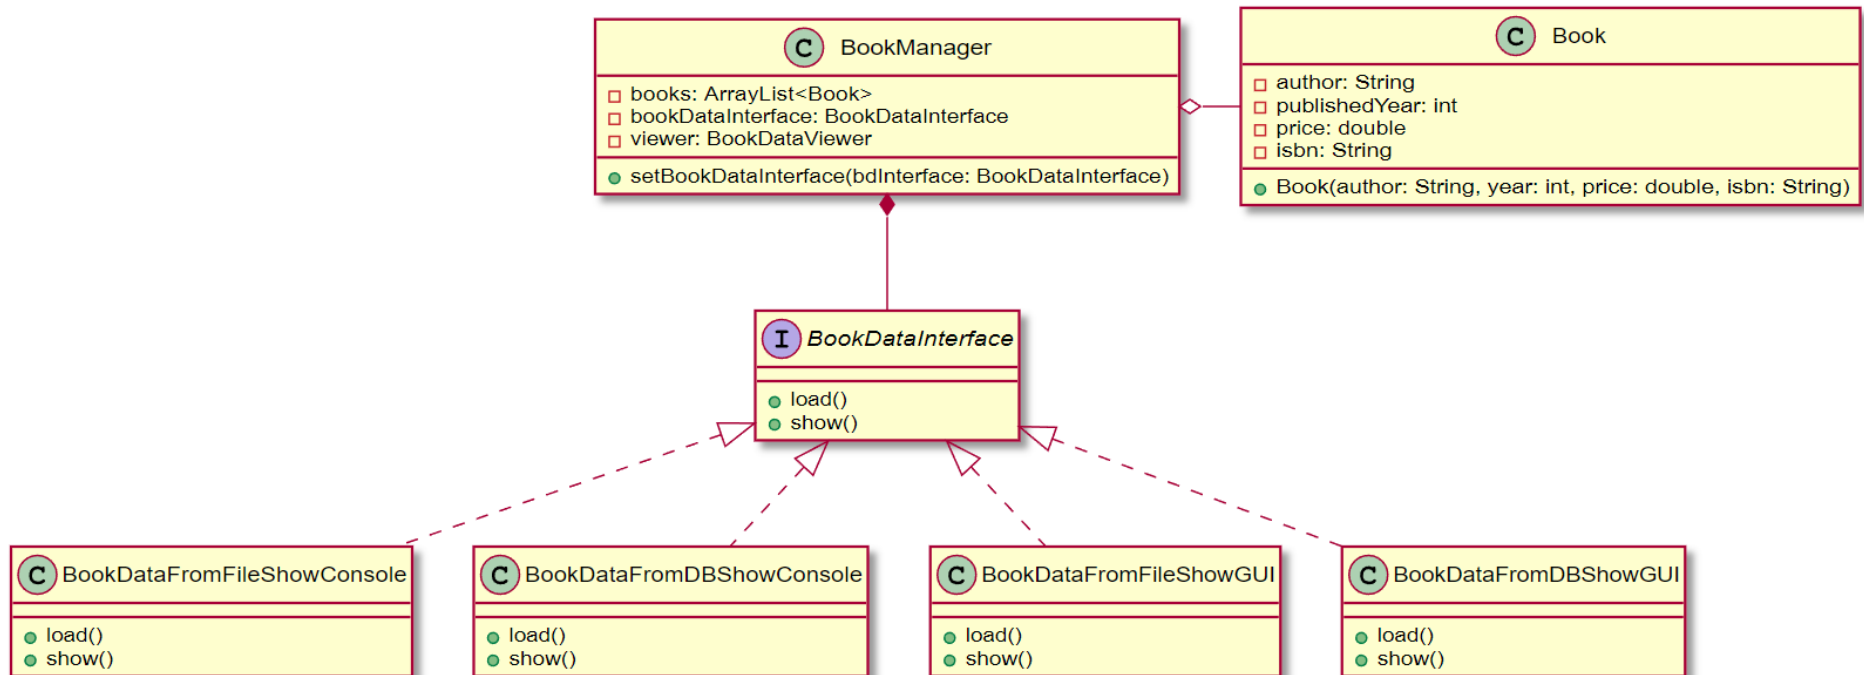 C BookManager
books: ArrayList<Book>
bookDataInterface: BookDataInterface
viewer: BookDataViewer
setBookDataInterface(bdInterface: BookDataInterface)
C Book
author: String
publishedYear: int
price: double
isbn: String
Book(author: String, year: int, price: double, isbn: String)
I BookDataInterface
load()
show()
C BookDataFromFileShowConsole
load()
show()
C BookDataFromDBShowConsole
load()
show()
C BookDataFromFileShowGUI
load()
show()
C BookDataFromDBShowGUI
load()
show()